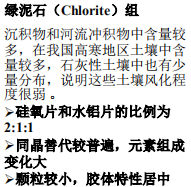 绿泥石（Chlorite）组
沉积物和河流冲积物中含量较
多，在我国高寒地区土壤中含
量较多，石灰性土壤中也有少
量分布，说明这些土壤风化程
度很弱 。
➢硅氧片和水铝片的比例为
2:1:1
➢同晶替代较普遍，元素组成
变化大
➢颗粒较小，胶体特性居中